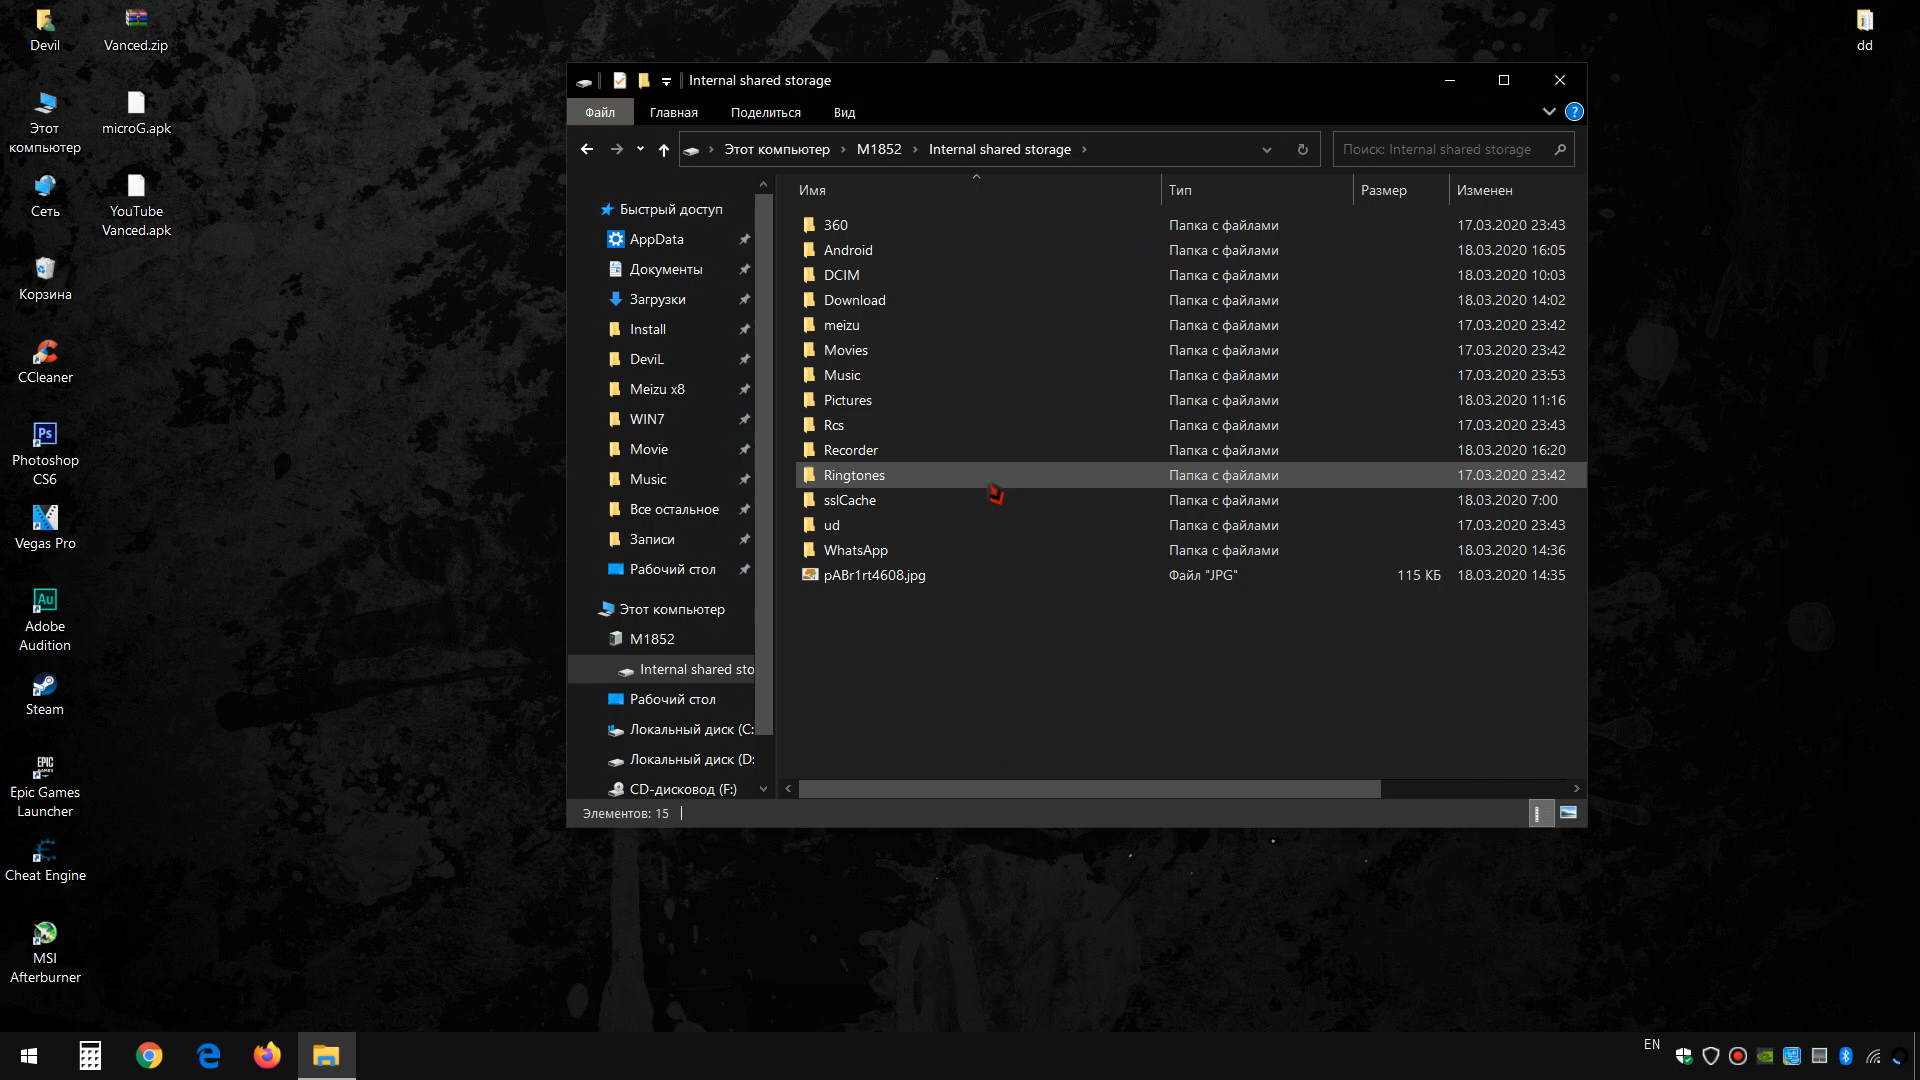 Devil
Vanced.zip
dd
Этот
компьютер
microG.apk
Сеть
YouTube
Vanced.apk
Корзина
CCleaner
Ps
Photoshop
CS6
Vegas Pro
Au
Adobe
Audition
Steam
EPIC
GAMES
Epic Games
Launcher
Cheat Engine
MSI
Afterburner
Internal shared storage
Файл
Главная
Поделиться
Вид
?
Этот компьютер
M1852
Internal shared storage
Поиск: Internal shared storage
Быстрый доступ
AppData
Документы
Загрузки
Install
DeviL
Meizu x8
WIN7
Movie
Music
Все остальное
Записи
Рабочий стол
Этот компьютер
M1852
Internal shared sto
Рабочий стол
Локальный диск (C:
Локальный диск (D:
CD-дисковод (F:)
Имя Тип Размер Изменен
360 Папка с файлами 17.03.2020 23:43
Android Папка с файлами 18.03.2020 16:05
DCIM Папка с файлами 18.03.2020 10:03
Download Папка с файлами 18.03.2020 14:02
meizu Папка с файлами 17.03.2020 23:42
Movies Папка с файлами 17.03.2020 23:42
Music Папка с файлами 17.03.2020 23:53
Pictures Папка с файлами 18.03.2020 11:16
Rcs Папка с файлами 17.03.2020 23:43
Recorder Папка с файлами 18.03.2020 16:20
Ringtones Папка с файлами 17.03.2020 23:42
sslCache Папка с файлами 18.03.2020 7:00
ud Папка с файлами 17.03.2020 23:43
WhatsApp Папка с файлами 18.03.2020 14:36
pABr1rt4608.jpg Файл "JPG" 115 КБ 18.03.2020 14:35
Элементов: 15
EN